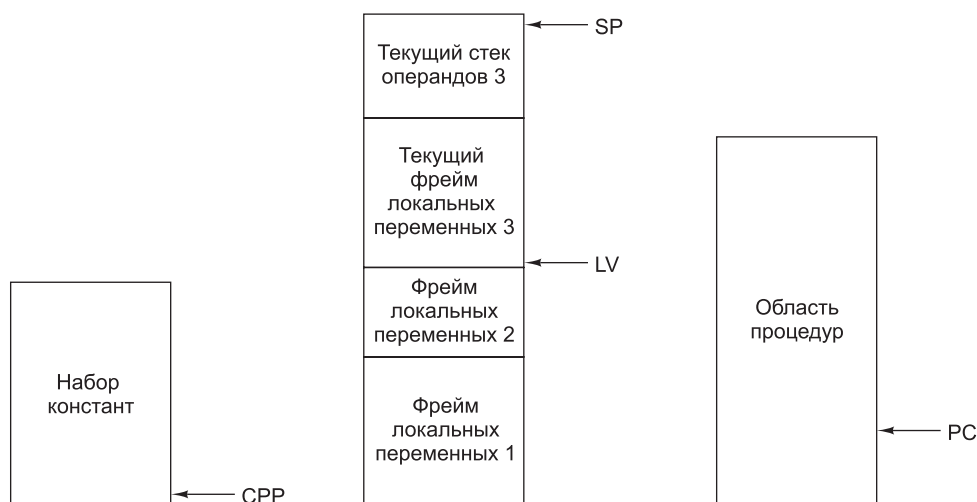 SP
Текущий стек
операндов 3
Текущий
фрейм
локальных
переменных 3
LV
Фрейм
локальных
переменных 2
Фрейм
локальных
переменных 1
Набор
констант
CPP
Область
процедур
PC